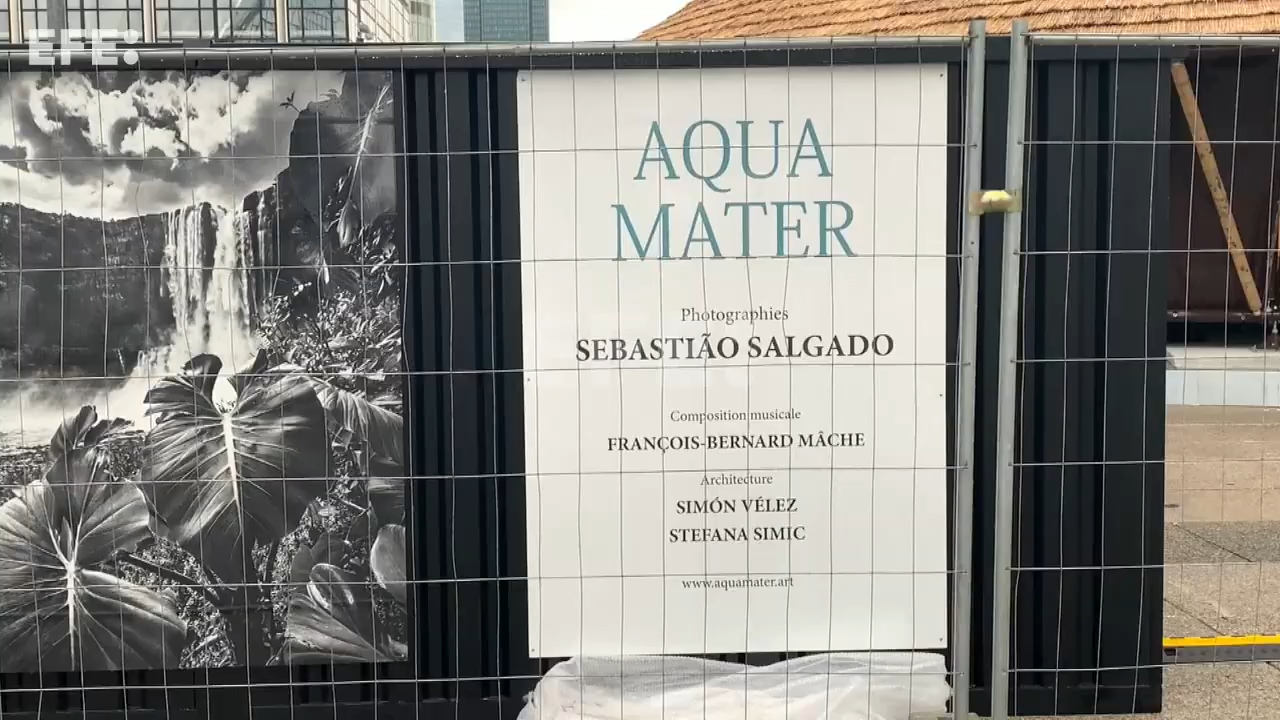 EFE:
AQUA
MATER
Photographies
SEBASTIÃO SALGADO
Composition musicale
FRANÇOIS-BERNARD MÂCHE
Architecture
SIMÓN VÉLEZ
STEFANA SIMIC
www.aquamater.art